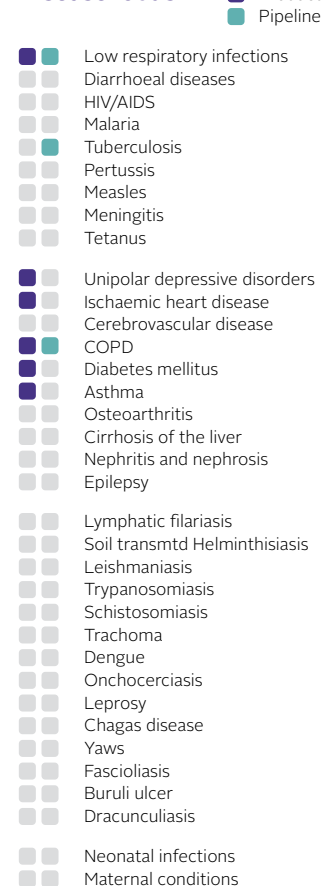 Pipeline
Low respiratory infections
Diarrhoeal diseases
HIV/AIDS
Malaria
Tuberculosis
Pertussis
Measles
Meningitis
Tetanus
Unipolar depressive disorders
Ischaemic heart disease
Cerebrovascular disease
COPD
Diabetes mellitus
Asthma
Osteoarthritis
Cirrhosis of the liver
Nephritis and nephrosis
Epilepsy
Lymphatic filariasis
Soil transmtd Helminthisiasis
Leishmaniasis
Trypanosomiasis
Schistosomiasis
Trachoma
Dengue
Onchocerciasis
Leprosy
Chagas disease
Yaws
Fascioliasis
Buruli ulcer
Dracunculiasis
Neonatal infections
Maternal conditions